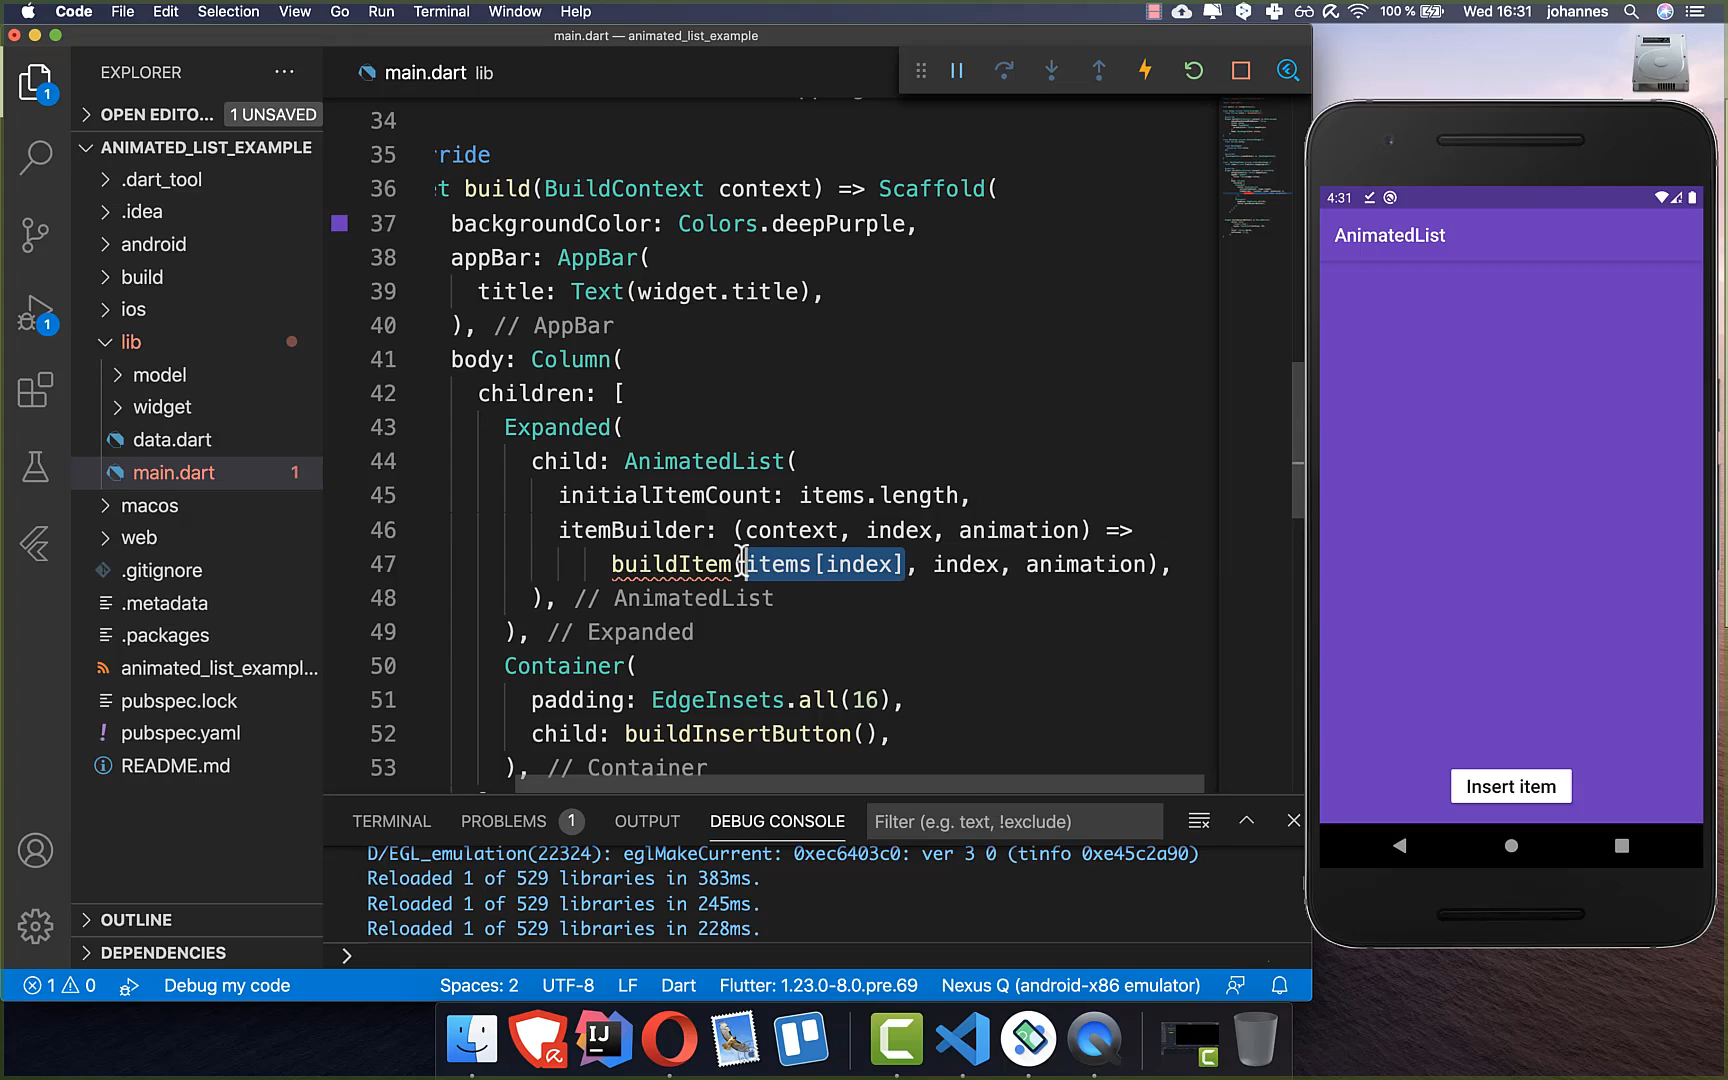 Code File Edit Selection View Go Run Terminal Window Help 100 % Wed 16:31 johannes
main.dart — animated_list_example
EXPLORER
main.dart lib
OPEN EDITO... 1 UNSAVED
ANIMATED_LIST_EXAMPLE
.dart_tool
.idea
android
build
ios
lib
model
widget
data.dart
main.dart 1
macos
web
.gitignore
.metadata
.packages
animated_list_exampl...
pubspec.lock
pubspec.yaml
README.md
OUTLINE
DEPENDENCIES
1
1
34
35 rride
36 t build(BuildContext context) => Scaffold(
37 backgroundColor: Colors.deepPurple,
38 appBar: AppBar(
39 title: Text(widget.title),
40 ), // AppBar
41 body: Column(
42 children: [
43 Expanded(
44 child: AnimatedList(
45 initialItemCount: items.length,
46 itemBuilder: (context, index, animation) =>
47 buildItem(items[index], index, animation),
48 ), // AnimatedList
49 ), // Expanded
50 Container(
51 padding: EdgeInsets.all(16),
52 child: buildInsertButton(),
53 ), // Container
TERMINAL PROBLEMS 1 OUTPUT DEBUG CONSOLE Filter (e.g. text, !exclude)
D/EGL_emulation(22324): eglMakeCurrent: 0xec6403c0: ver 3 0 (tinfo 0xe45c2a90)
Reloaded 1 of 529 libraries in 383ms.
Reloaded 1 of 529 libraries in 245ms.
Reloaded 1 of 529 libraries in 228ms.
1 0 Debug my code Spaces: 2 UTF-8 LF Dart Flutter: 1.23.0-8.0.pre.69 Nexus Q (android-x86 emulator)
4:31
AnimatedList
Insert item
IJ